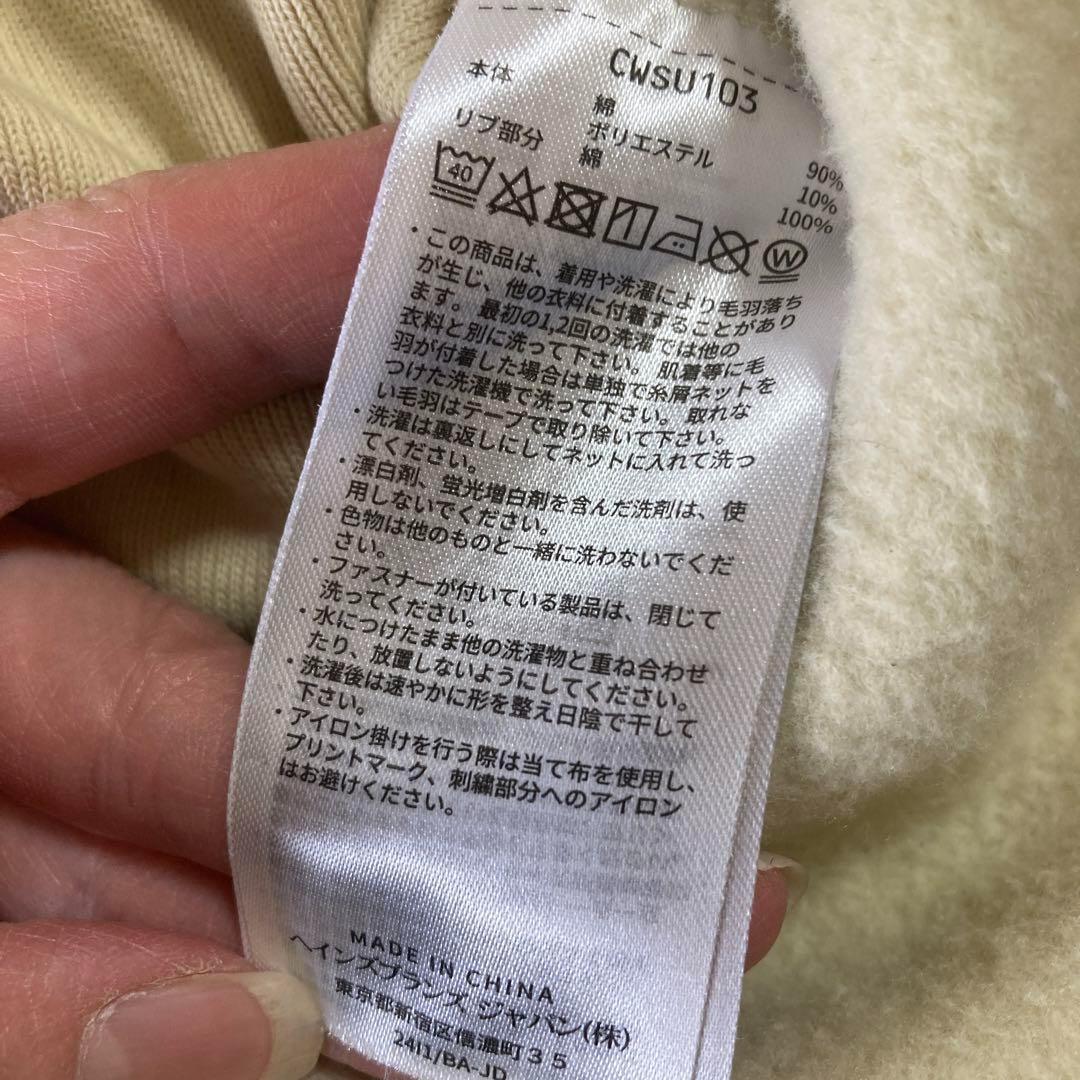 CWSU103
本体 綿 90%
ポリエステル 10%
リブ部分 綿 100%
40
W
・この商品は、着用や洗濯により毛羽落ち
が生じ、他の衣料に付着することがあり
ます。最初の1,2回の洗濯では他の
衣料と別に洗って下さい。肌着等に毛
羽が付着した場合は単独で糸屑ネットを
つけた洗濯機で洗って下さい。取れな
い毛羽はテープで取り除いて下さい。
・洗濯は裏返しにしてネットに入れて洗っ
てください。
・漂白剤、蛍光増白剤を含んだ洗剤は、使
用しないでください。
・色物は他のものと一緒に洗わないでくだ
さい。
・ファスナーが付いている製品は、閉じて
洗ってください。
・水につけたまま他の洗濯物と重ね合わせ
たり、放置しないようにしてください。
・洗濯後は速やかに形を整え日陰で干して
下さい。
・アイロン掛けを行う際は当て布を使用し、
プリントマーク、刺繍部分へのアイロン
はお避けください。
MADE IN CHINA
ヘインズブランズ ジャパン(株)
東京都新宿区信濃町35
24I1/BA-JD